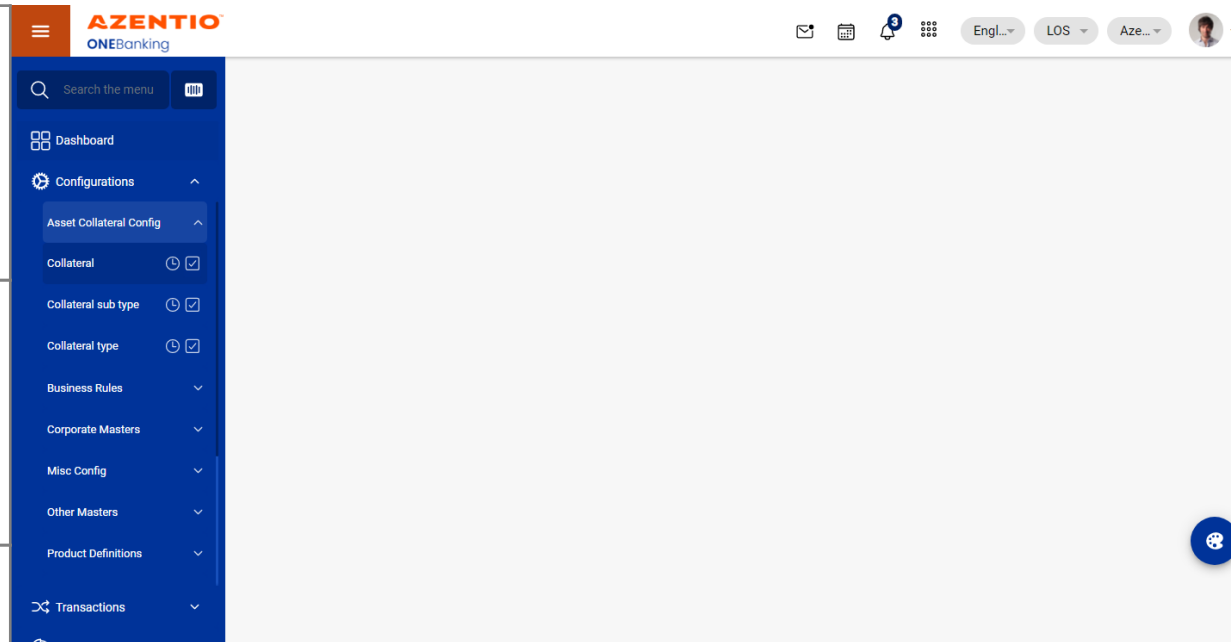 AZENTIO
ONEBanking
3
Engl...
LOS
Aze...
Search the menu
Dashboard
Configurations
Asset Collateral Config
Collateral
Collateral sub type
Collateral type
Business Rules
Corporate Masters
Misc Config
Other Masters
Product Definitions
Transactions